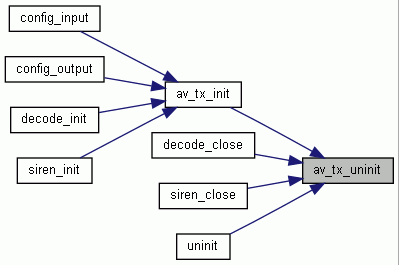 config_input
config_output
av_tx_init
decode_init
decode_close
siren_init
av_tx_uninit
siren_close
uninit